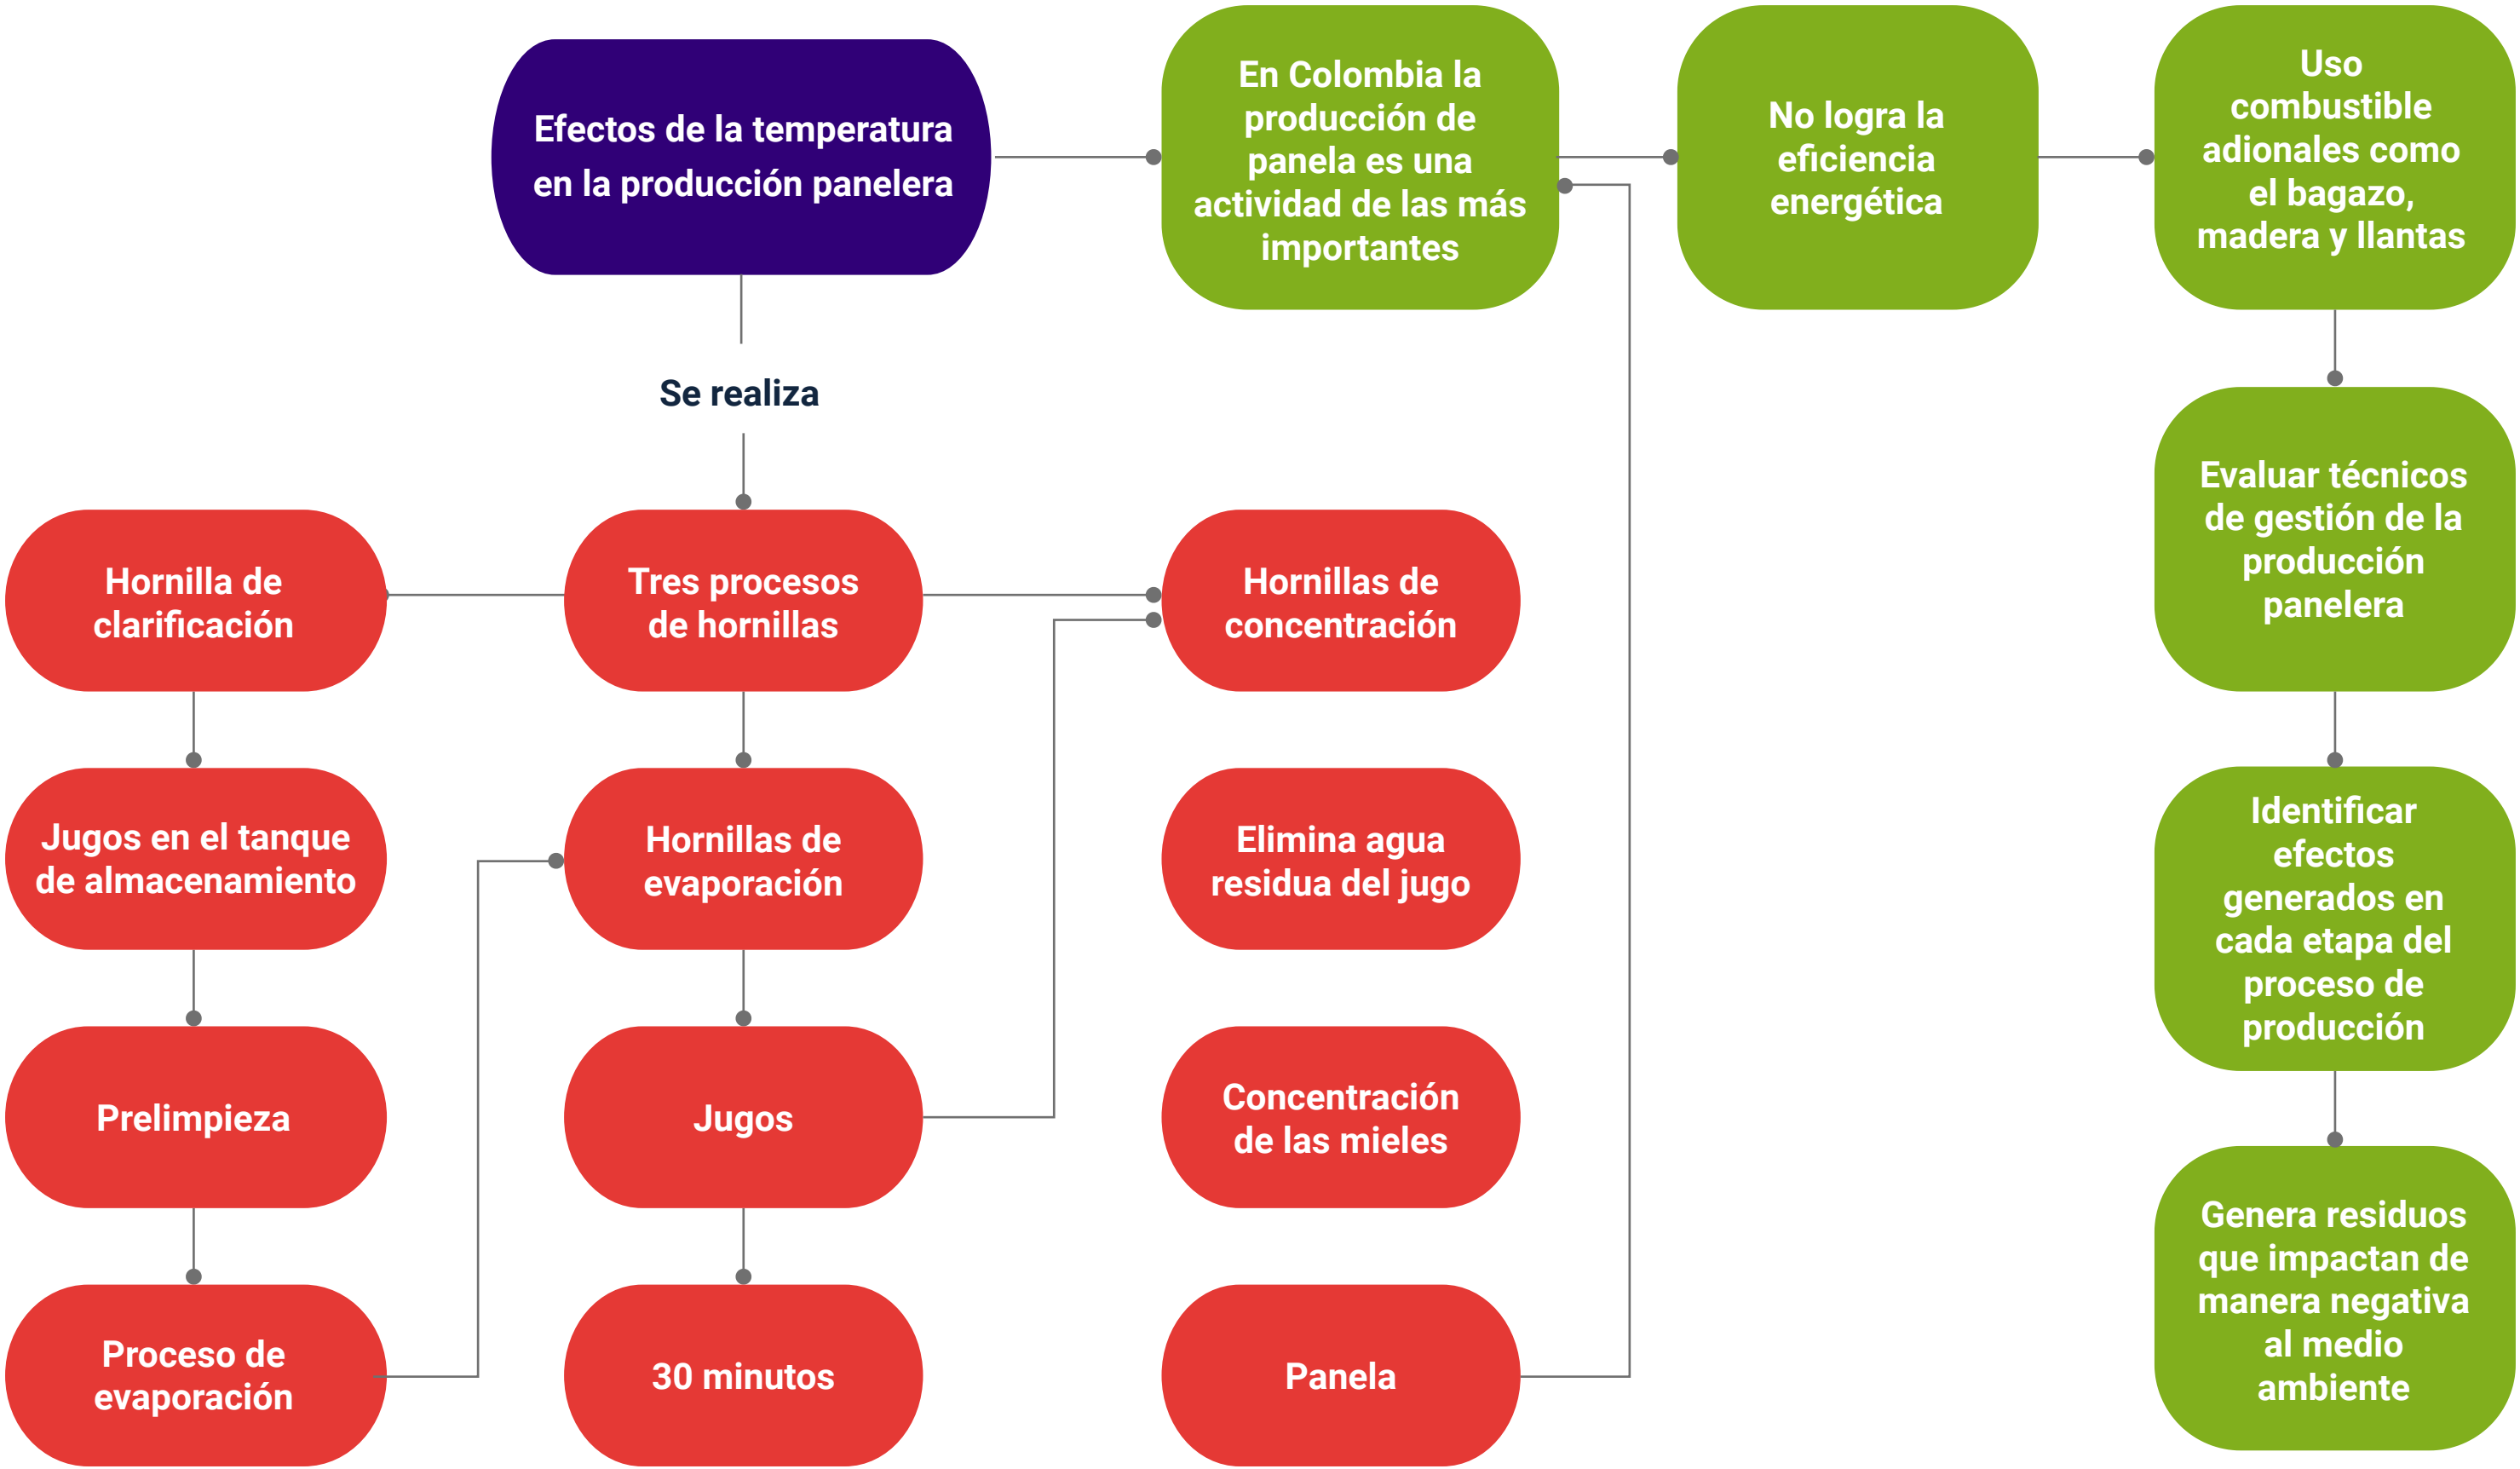 Efectos de la temperatura
en la producción panelera
En Colombia la
producción de
panela es una
actividad de las más
importantes
No logra la
eficiencia
energética
Uso
combustible
adionales como
el bagazo,
madera y llantas
Se realiza
Evaluar técnicos
de gestión de la
producción
panelera
Identificar
efectos
generados en
cada etapa del
proceso de
producción
Genera residuos
que impactan de
manera negativa
al medio
ambiente
Tres procesos
de hornillas
Hornilla de
clarificación
Jugos en el tanque
de almacenamiento
Prelimpieza
Proceso de
evaporación
Hornillas de
evaporación
Jugos
30 minutos
Hornillas de
concentración
Elimina agua
residua del jugo
Concentración
de las mieles
Panela